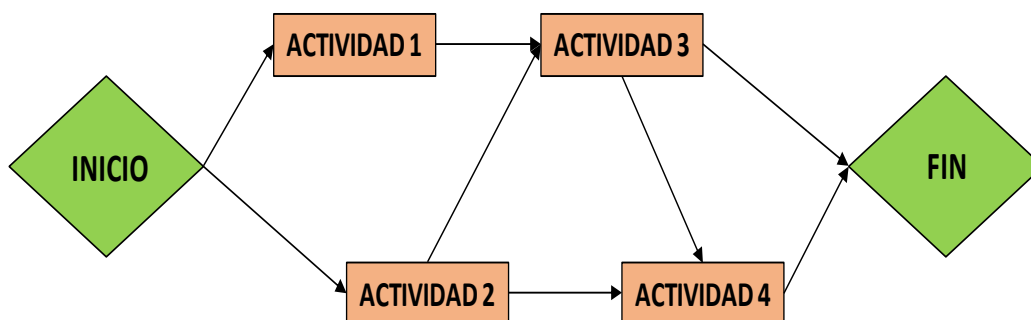 ACTIVIDAD 1
ACTIVIDAD 3
INICIO
FIN
ACTIVIDAD 2
ACTIVIDAD 4